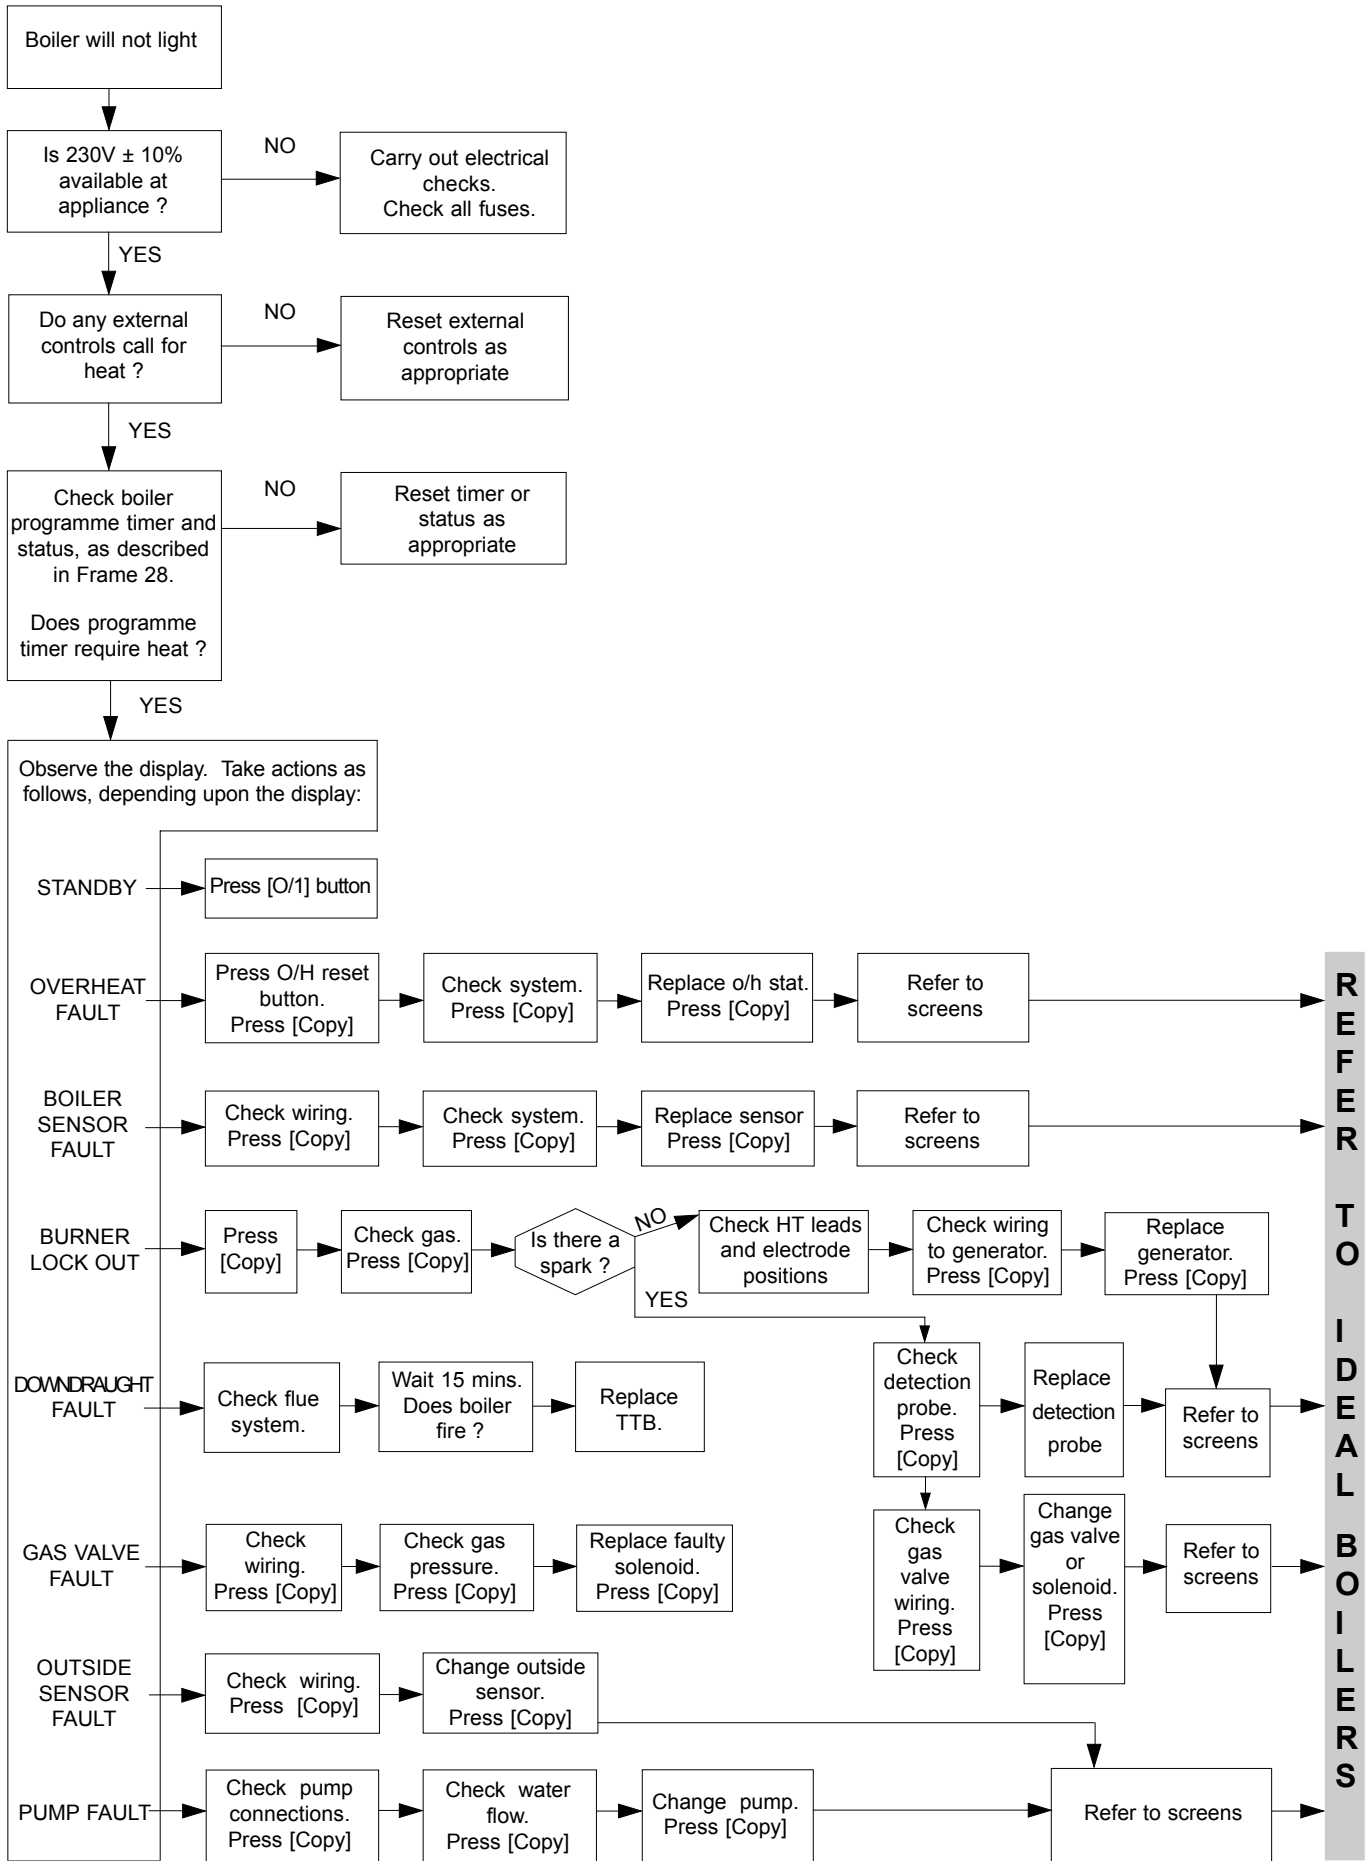 Boiler will not light
Is 230V ± 10%
available at
appliance ?
NO
Carry out electrical
checks.
Check all fuses.
YES
Do any external
controls call for
heat ?
NO
Reset external
controls as
appropriate
YES
Check boiler
programme timer and
status, as described
in Frame 28.
Does programme
timer require heat ?
NO
Reset timer or
status as
appropriate
YES
Observe the display. Take actions as
follows, depending upon the display:
STANDBY
Press [O/1] button
OVERHEAT
FAULT
Press O/H reset
button.
Press [Copy]
Check system.
Press [Copy]
Replace o/h stat.
Press [Copy]
Refer to
screens
BOILER
SENSOR
FAULT
Check wiring.
Press [Copy]
Check system.
Press [Copy]
Replace sensor
Press [Copy]
Refer to
screens
BURNER
LOCK OUT
Press
[Copy]
Check gas.
Press [Copy]
Is there a
spark ?
NO
Check HT leads
and electrode
positions
Check wiring
to generator.
Press [Copy]
Replace
generator.
Press [Copy]
YES
Check
detection
probe.
Press
[Copy]
Replace
detection
probe
Refer to
screens
DOWNDRAUGHT
FAULT
Check flue
system.
Wait 15 mins.
Does boiler
fire ?
Replace
TTB.
Check
gas
valve
wiring.
Press
[Copy]
Change
gas valve
or
solenoid.
Press
[Copy]
Refer to
screens
GAS VALVE
FAULT
Check
wiring.
Press [Copy]
Check gas
pressure.
Press [Copy]
Replace faulty
solenoid.
Press [Copy]
OUTSIDE
SENSOR
FAULT
Check wiring.
Press [Copy]
Change outside
sensor.
Press [Copy]
PUMP FAULT
Check pump
connections.
Press [Copy]
Check water
flow.
Press [Copy]
Change pump.
Press [Copy]
Refer to screens
REFER TO IDEAL BOILERS